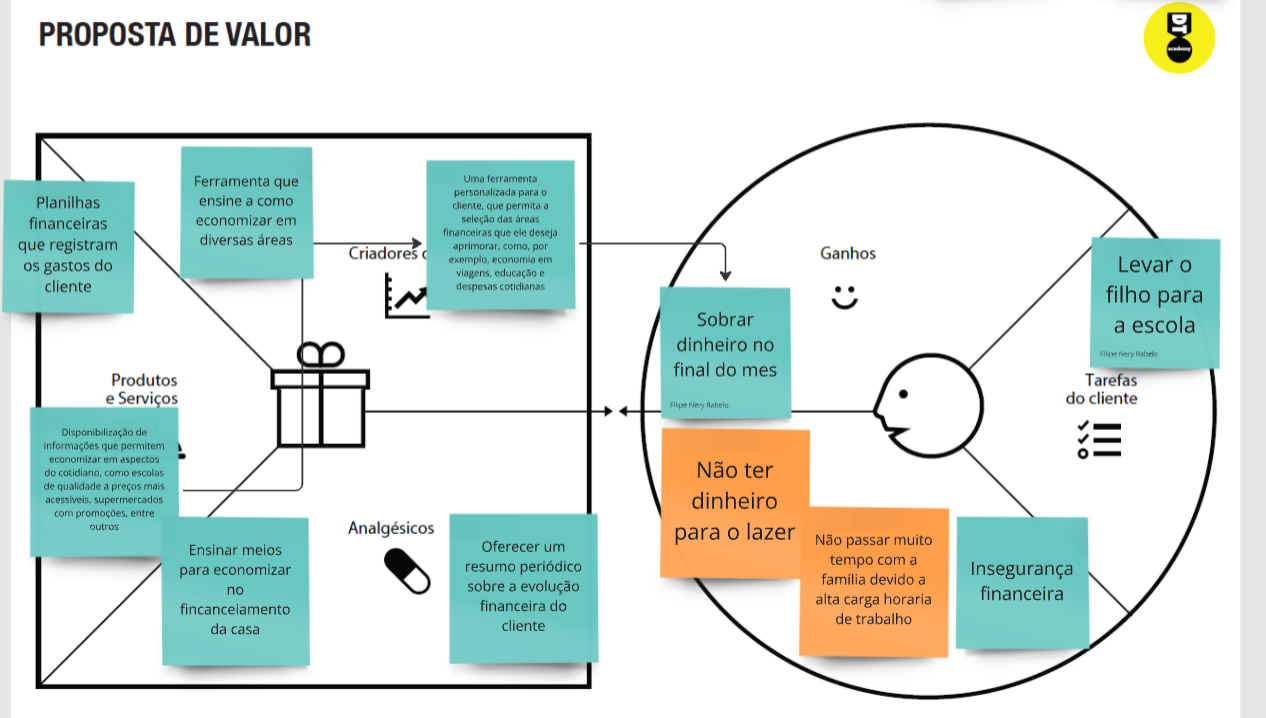 PROPOSTA DE VALOR
DT
academy
Planilhas
financeiras
que registram
os gastos do
cliente
Ferramenta que
ensine a como
economizar em
diversas áreas
Criadores
Uma ferramenta
personalizada para o
cliente, que permita a
seleção das áreas
financeiras que ele deseja
aprimorar, como, por
exemplo, economia em
viagens, educação e
despesas cotidianas
Produtos
e Serviços
Disponibilização de
informações que permitem
economizar em aspectos
do cotidiano, como escolas
de qualidade a preços mais
acessíveis, supermercados
com promoções, entre
outros
Ensinar meios
para economizar
no
fincanceiamento
da casa
Analgésicos
Oferecer um
resumo periódico
sobre a evolução
financeira do
cliente
Ganhos
Sobrar
dinheiro no
final do mes
Filipe Nery Rabelo
Levar o
filho para
a escola
Filipe Nery Rabelo
Tarefas
do cliente
Não ter
dinheiro
para o lazer
Não passar muito
tempo com a
família devido a
alta carga horaria
de trabalho
Insegurança
financeira